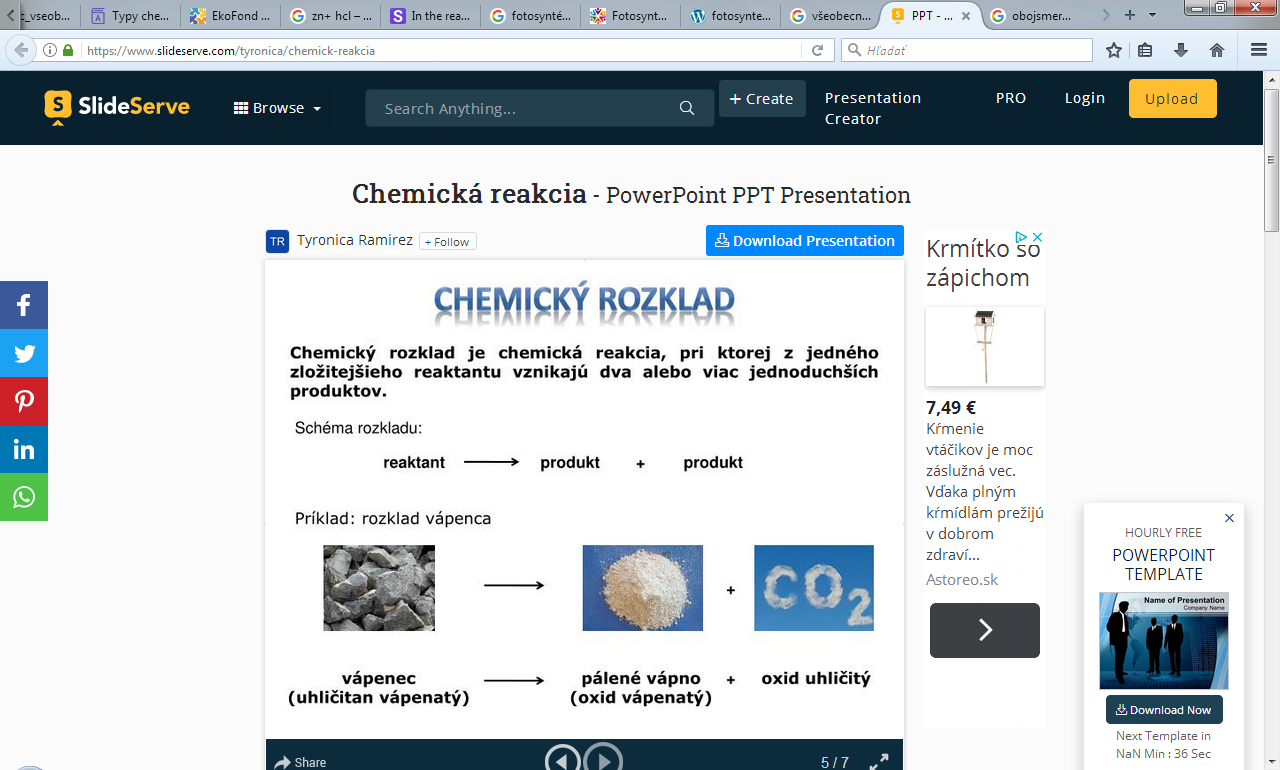 c_vseob...
Typy chem...
EkoFond ...
zn+ hcl – ...
In the rea...
fotosynté...
Fotosynt...
fotosynte...
všeobecn...
PPT - ...
obojsmer...
https://www.slideserve.com/tyronica/chemick-reakcia
Hľadať
SlideServe
Browse
Search Anything...
+ Create
Presentation
Creator
PRO
Login
Upload
Chemická reakcia - PowerPoint PPT Presentation
TR
Tyronica Ramirez
+ Follow
Download Presentation
CHEMICKÝ ROZKLAD
Chemický rozklad je chemická reakcia, pri ktorej z jedného
zložitejšieho reaktantu vznikajú dva alebo viac jednoduchších
produktov.
Schéma rozkladu:
reaktant → produkt + produkt
Príklad: rozklad vápenca
→ + CO2
vápenec → pálené vápno + oxid uhličitý
(uhličitan vápenatý) (oxid vápenatý)
Share
5 / 7
Krmítko so
zápichom
7,49 €
Kŕmenie
vtáčikov je moc
záslužná vec.
Vďaka plným
kŕmídlám prežijú
v dobrom
zdraví...
Astoreo.sk
HOURLY FREE
POWERPOINT
TEMPLATE
Name of Presentation
Company Name
Download Now
Next Template in
NaN Min : 36 Sec